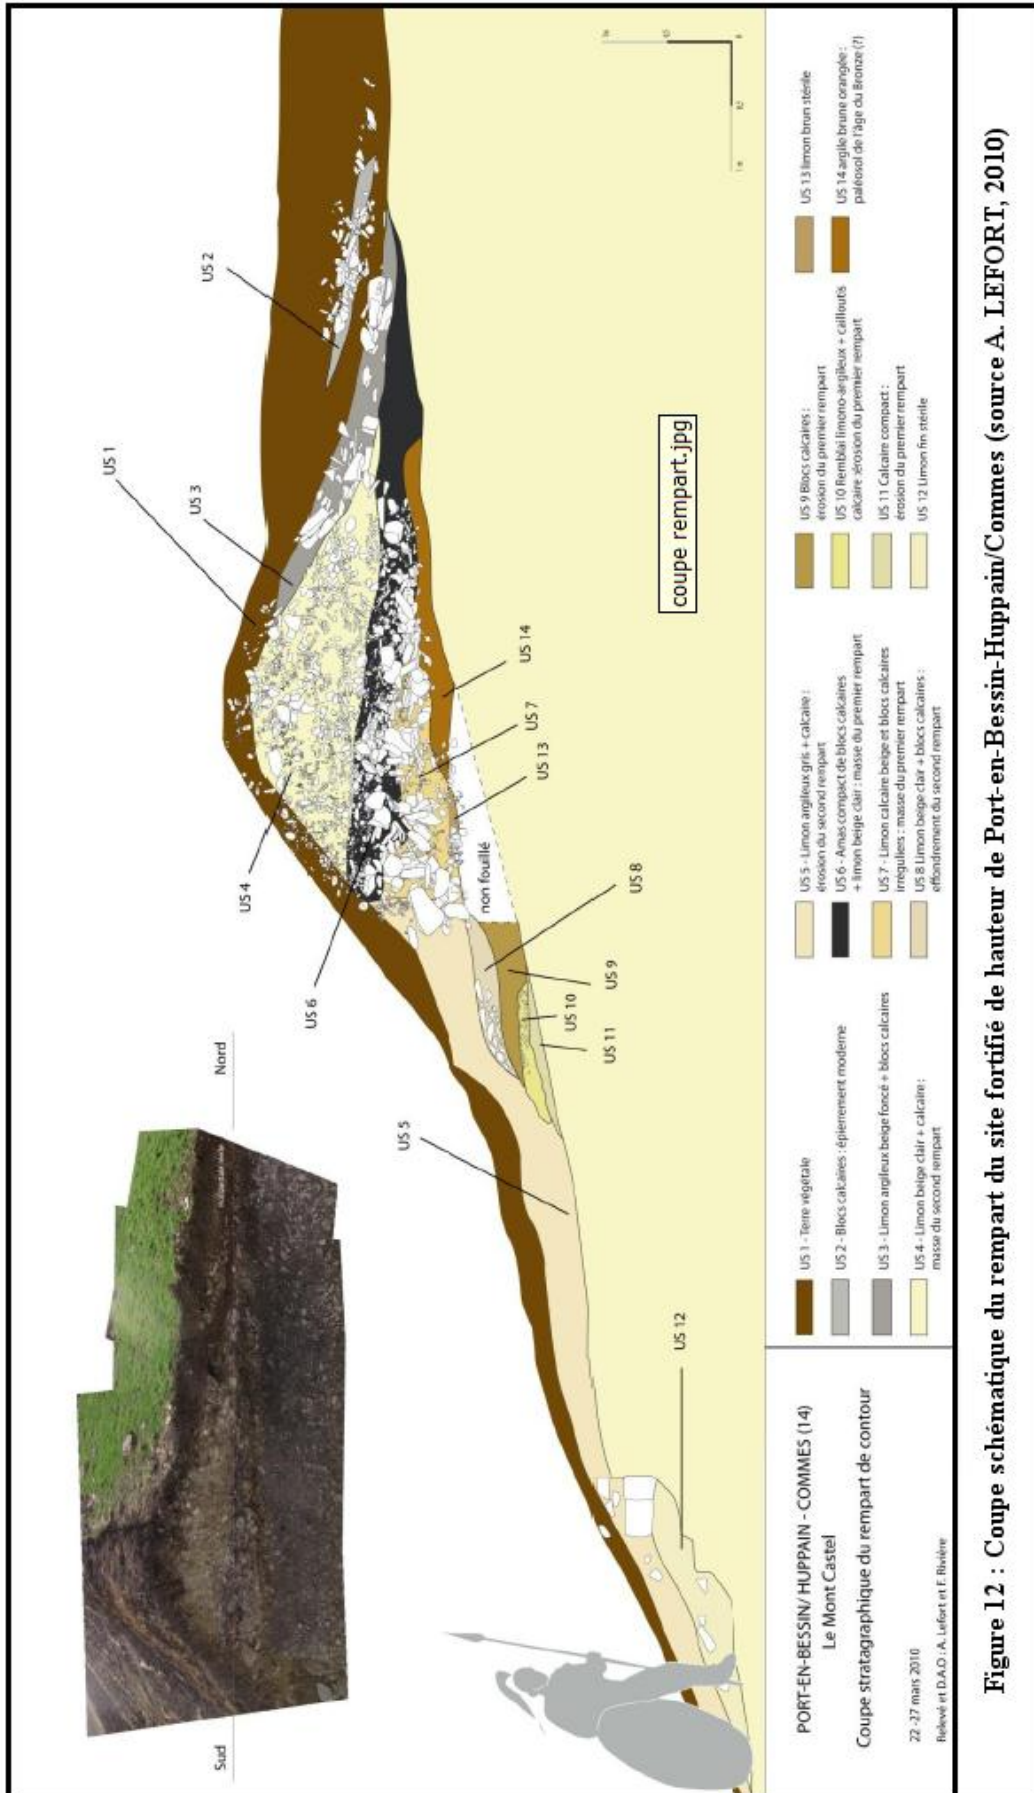 Sud
Nord
US 1
US 2
US 3
US 4
US 5
US 6
US 7
US 8
US 9
US 10
US 11
US 12
US 13
US 14
non fouillé
coupe rempart.jpg
PORT-EN-BESSIN/ HUPPAIN - COMMES (14)
Le Mont Castel
Coupe stratagraphique du rempart de contour
22 -27 mars 2010
Relevé et D.A.O : A. Lefort et F. Rivière
US 1 - Terre végétale
US 2 - Blocs calcaires : épierrement moderne
US 3 - Limon argileux beige foncé + blocs calcaires
US 4 - Limon beige clair + calcaire :
masse du second rempart
US 5 - Limon argileux gris + calcaire :
érosion du second rempart
US 6 - Amas compact de blocs calcaires
+ limon beige clair : masse du premier rempart
US 7 - Limon calcaire beige et blocs calcaires
irréguliers : masse du premier rempart
US 8 Limon beige clair + blocs calcaires :
effondrement du second rempart
US 9 Blocs calcaires :
érosion du premier rempart
US 10 Remblai limono-argileux + cailloutis
calcaire :érosion du premier rempart
US 11 Calcaire compact :
érosion du premier rempart
US 12 Limon fin stérile
US 13 limon brun stérile
US 14 argile brune orangée :
paléosol de l'âge du Bronze (?)
Figure 12 : Coupe schématique du rempart du site fortifié de hauteur de Port-en-Bessin-Huppain/Commes (source A. LEFORT, 2010)